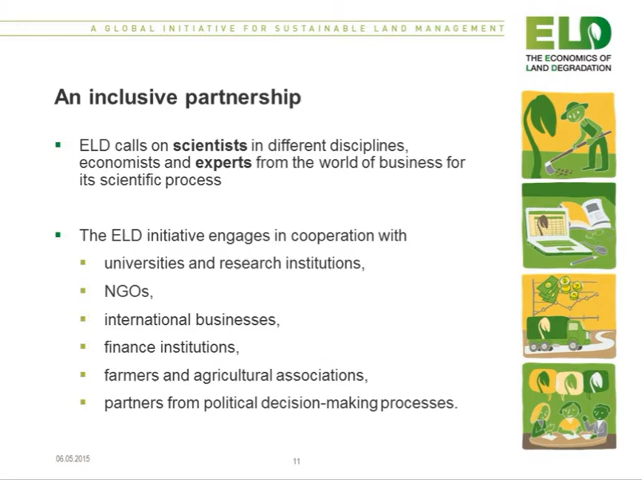 A GLOBAL INITIATIVE FOR SUSTAINABLE LAND MANAGEMENT
ELD
THE ECONOMICS OF
LAND DEGRADATION
An inclusive partnership
ELD calls on scientists in different disciplines,
economists and experts from the world of business for
its scientific process
The ELD initiative engages in cooperation with
universities and research institutions,
NGOs,
international businesses,
finance institutions,
farmers and agricultural associations,
partners from political decision-making processes.
06.05.2015
11